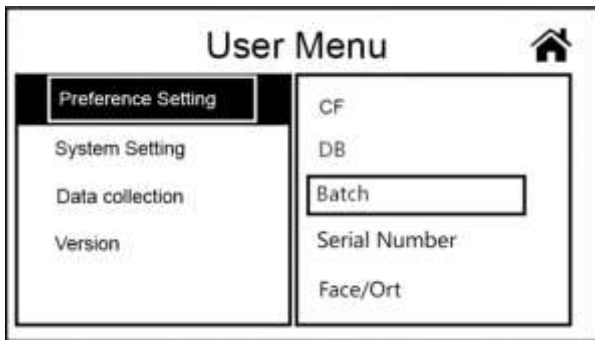 User Menu
Preference Setting
System Setting
Data collection
Version
CF
DB
Batch
Serial Number
Face/Ort